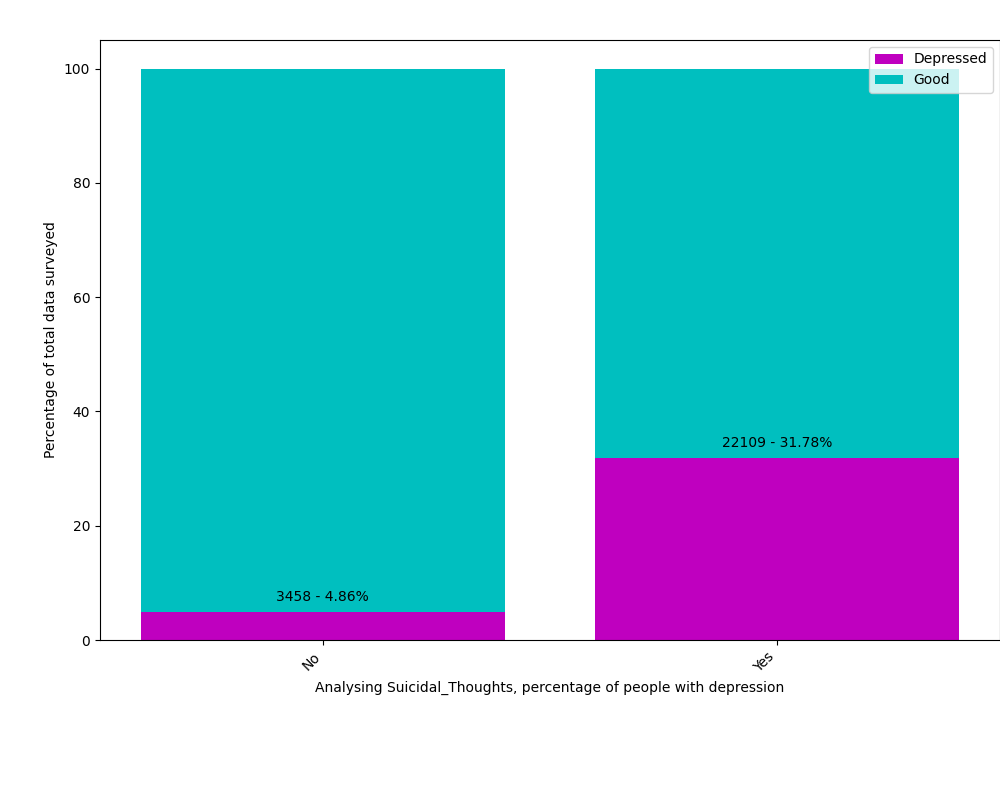 Depressed
Good
Percentage of total data surveyed
100
80
60
40
20
0
3458 - 4.86%
22109 - 31.78%
No
Yes
Analysing Suicidal_Thoughts, percentage of people with depression